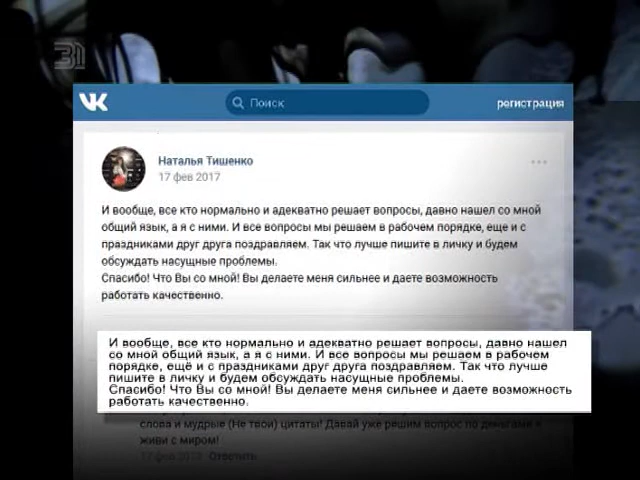 31
Поиск
регистрация
Наталья Тишенко
17 фев 2017
И вообще, все кто нормально и адекватно решает вопросы, давно нашел со мной
общий язык, а я с ними. И все вопросы мы решаем в рабочем порядке, еще и с
праздниками друг друга поздравляем. Так что лучше пишите в личку и будем
обсуждать насущные проблемы.
Спасибо! Что Вы со мной! Вы делаете меня сильнее и даете возможность
работать качественно.
И вообще, все кто нормально и адекватно решает вопросы, давно нашел
со мной общий язык, а я с ними. И все вопросы мы решаем в рабочем
порядке, ещё и с праздниками друг друга поздравляем. Так что лучше
пишите в личку и будем обсуждать насущные проблемы.
Спасибо! Что Вы со мной! Вы делаете меня сильнее и даете возможность
работать качественно.
слова и мудрые (Не твои) цитаты! Давай уже решим вопрос по деньгам и
живи с миром!
17 фев 2017 Ответить